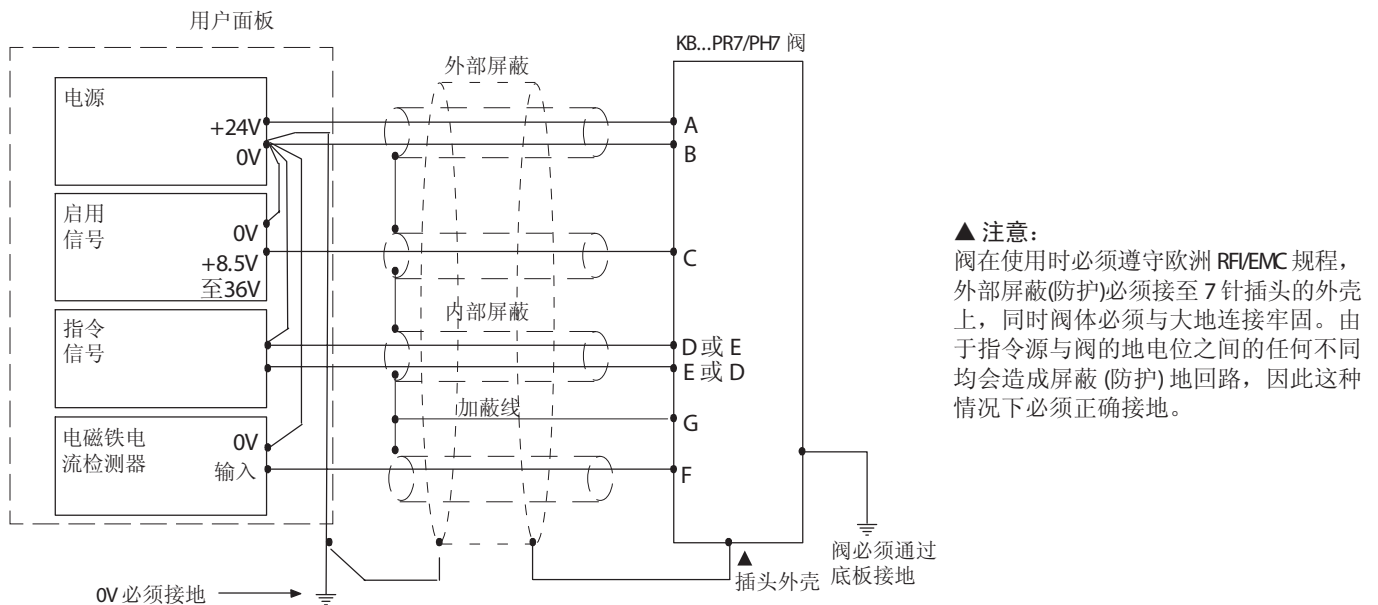 用户面板
KB...PR7/PH7 阀
外部屏蔽
电源
+24V
0V
A
B
启用
信号
0V
+8.5V
至36V
C
内部屏蔽
指令
信号
D或 E
E或 D
加蔽线
G
电磁铁电
流检测器
0V
输入
F
阀必须通过
底板接地
▲
插头外壳
0V 必须接地
▲ 注意：
阀在使用时必须遵守欧洲 RFI/EMC 规程，
外部屏蔽(防护)必须接至 7 针插头的外壳
上，同时阀体必须与大地连接牢固。由
于指令源与阀的地电位之间的任何不同
均会造成屏蔽 (防护) 地回路，因此这种
情况下必须正确接地。